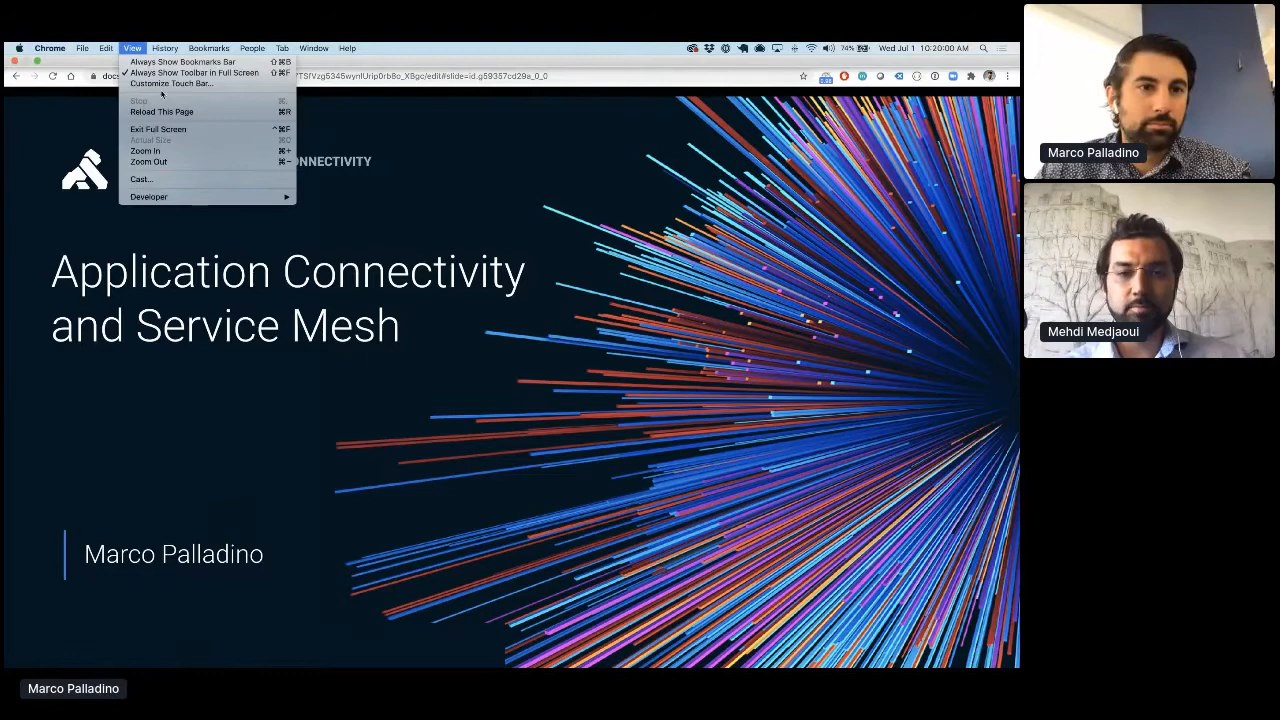 Chrome File Edit View History Bookmarks People Tab Window Help 74% Wed Jul 1 10:20:00 AM
Always Show Bookmarks Bar ⇧⌘B
✓ Always Show Toolbar in Full Screen ⇧⌘F
Customize Touch Bar...
Stop ⌘.
Reload This Page ⌘R
Exit Full Screen ^⌘F
Actual Size ⌘0
Zoom In ⌘+
Zoom Out ⌘−
Cast...
Developer
ONNECTIVITY
Application Connectivity
and Service Mesh
Marco Palladino
Marco Palladino
Mehdi Medjaoui
Marco Palladino